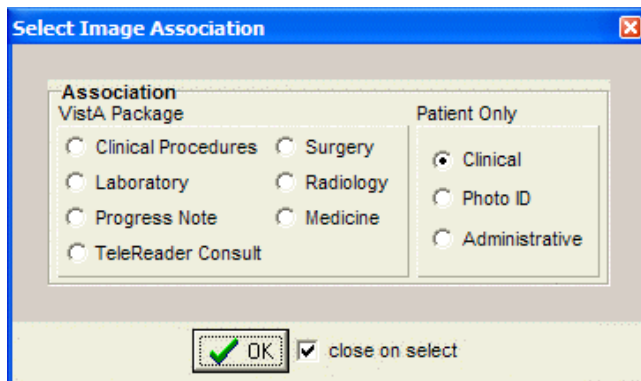 Select Image Association
Association
VistA Package
Patient Only
Clinical Procedures
Surgery
Laboratory
Radiology
Progress Note
Medicine
TeleReader Consult
Clinical
Photo ID
Administrative
OK
close on select